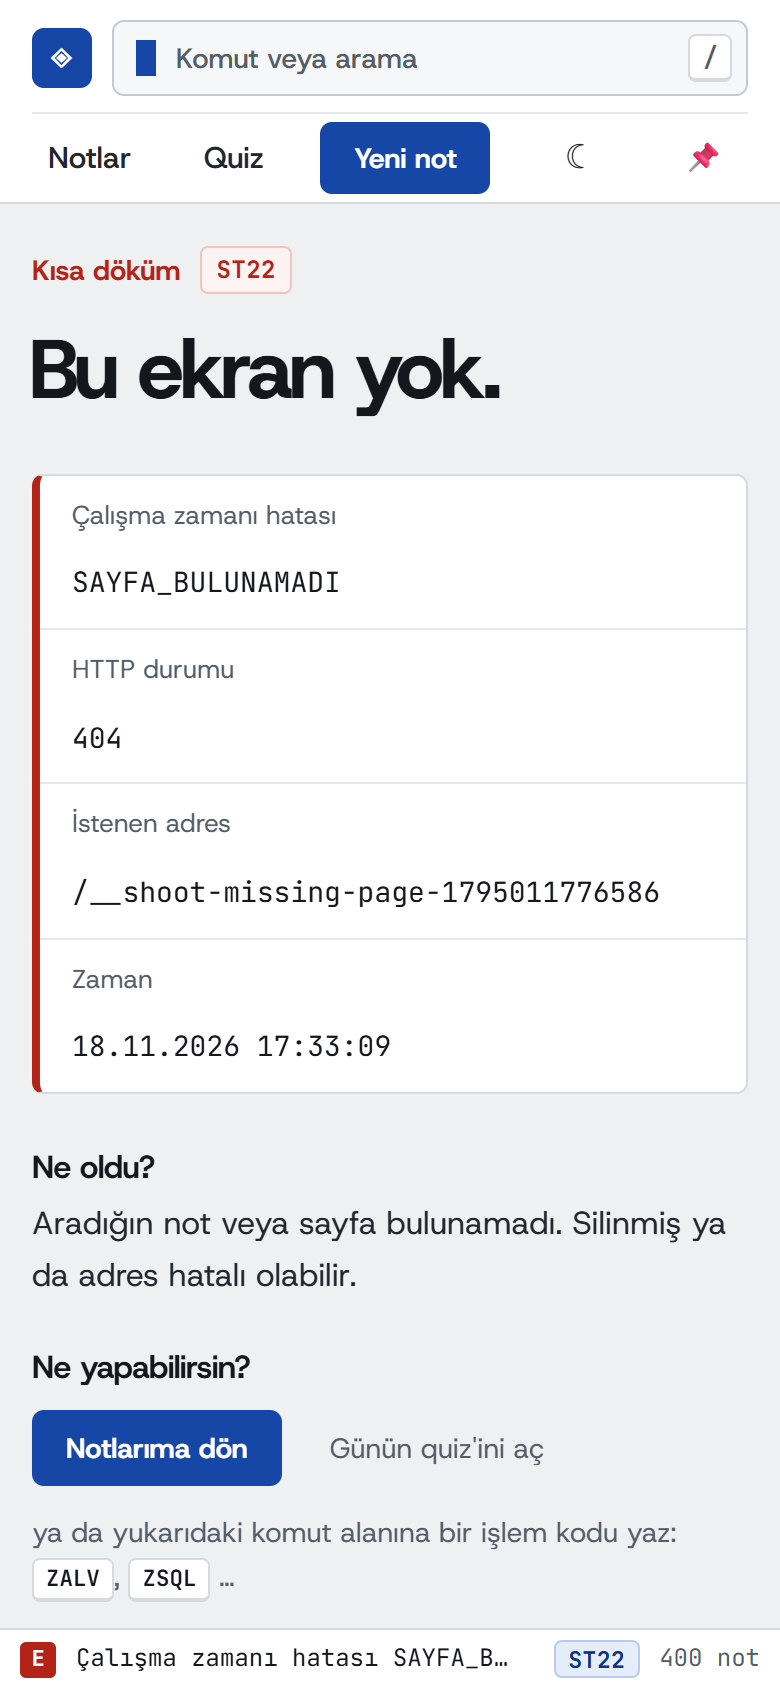 Komut veya arama
/
Notlar
Quiz
Yeni not
Kısa döküm
ST22
Bu ekran yok.
Çalışma zamanı hatası
SAYFA_BULUNAMADI
HTTP durumu
404
İstenen adres
/__shoot-missing-page-1795011776586
Zaman
18.11.2026 17:33:09
Ne oldu?
Aradığın not veya sayfa bulunamadı. Silinmiş ya
da adres hatalı olabilir.
Ne yapabilirsin?
Notlarıma dön
Günün quiz'ini aç
ya da yukarıdaki komut alanına bir işlem kodu yaz:
ZALV, ZSQL …
E Çalışma zamanı hatası SAYFA_B… ST22 400 not